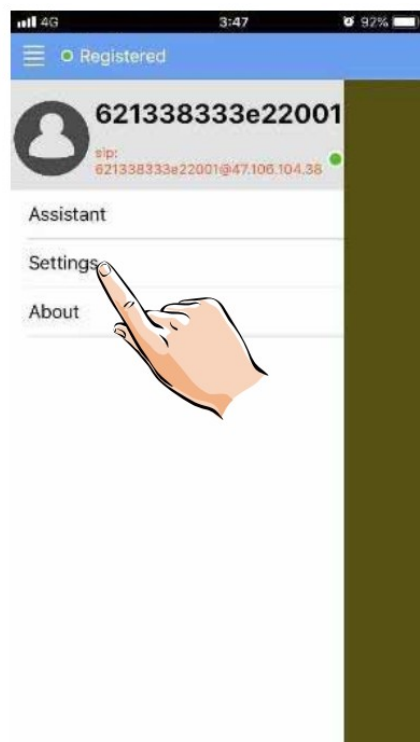 4G 3:47 92%
Registered
621338333e22001
sip:
621338333e22001@47.106.104.38
Assistant
Settings
About